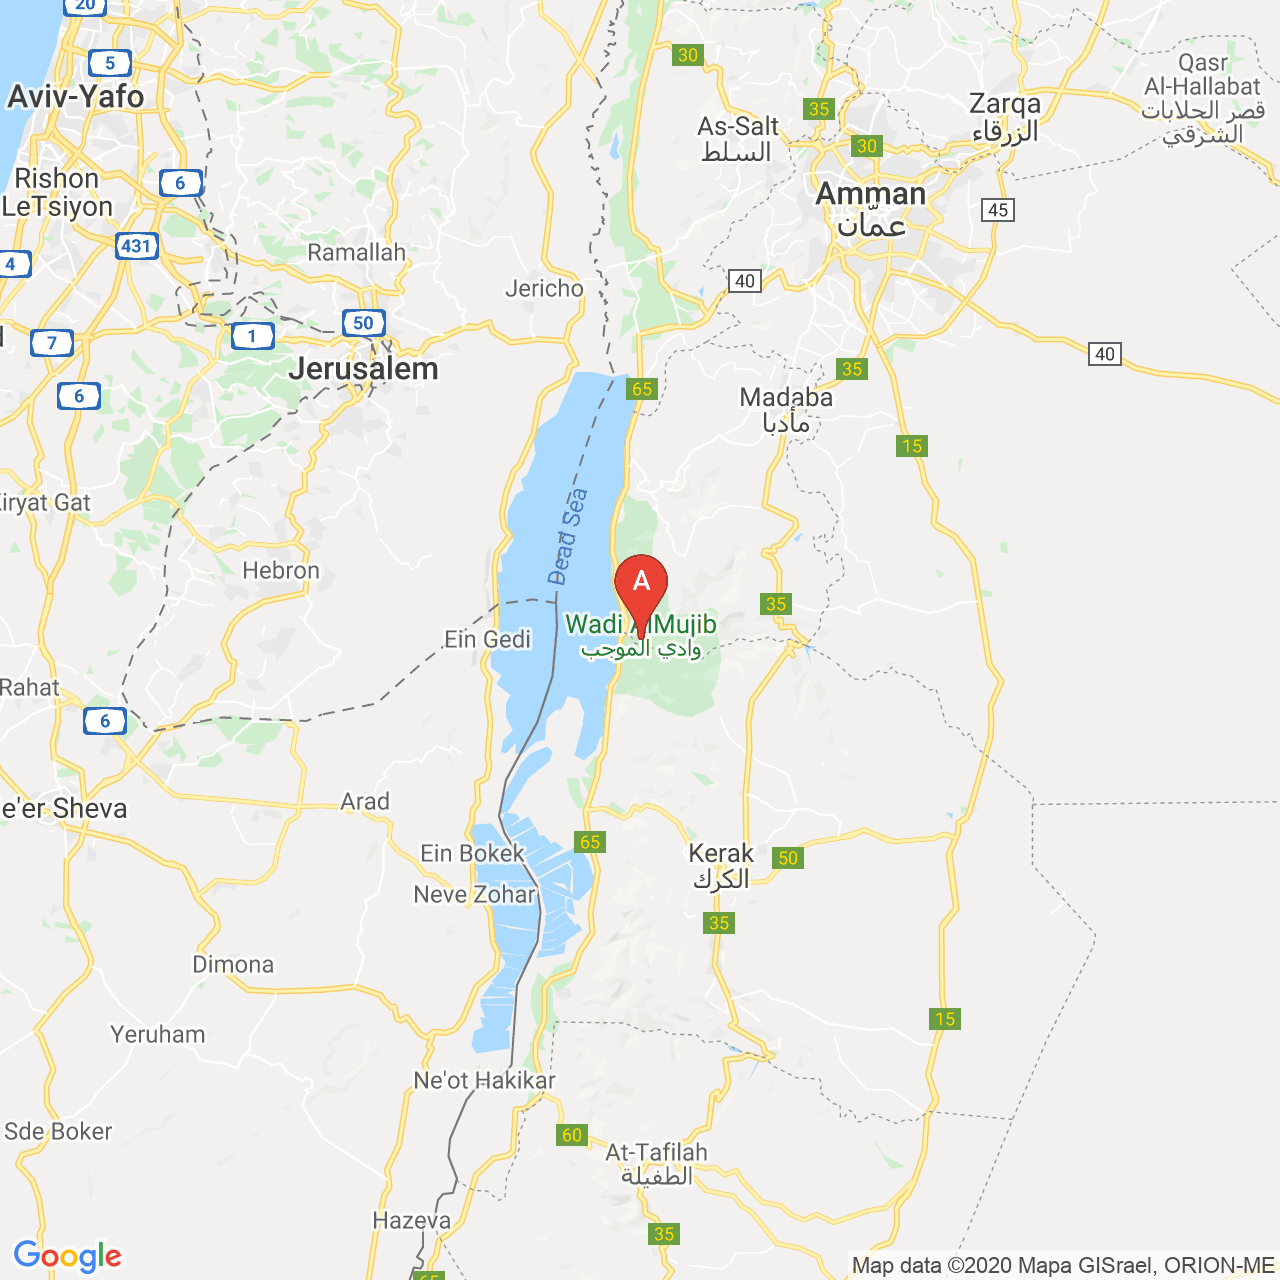 20
5
Aviv-Yafo
30
As-Salt
السلط
35
30
Zarqa
الزرقاء
Qasr
Al-Hallabat
قصر الحلابات
الشرقي
Rishon
LeTsiyon
6
Amman
عمّان
45
431
4
Ramallah
Jericho
40
50
1
7
Jerusalem
6
65
35
40
Madaba
مأدبا
15
Kiryat Gat
Dead Sea
Hebron
A
35
Wadi AlMujib
وادي الموجب
Ein Gedi
Rahat
6
Arad
e'er Sheva
65
Ein Bokek
Kerak
الكرك
50
Neve Zohar
35
Dimona
15
Yeruham
Ne'ot Hakikar
Sde Boker
60
At-Tafilah
الطفيلة
Hazeva
35
Google
65
Map data ©2020 Mapa GISrael, ORION-ME